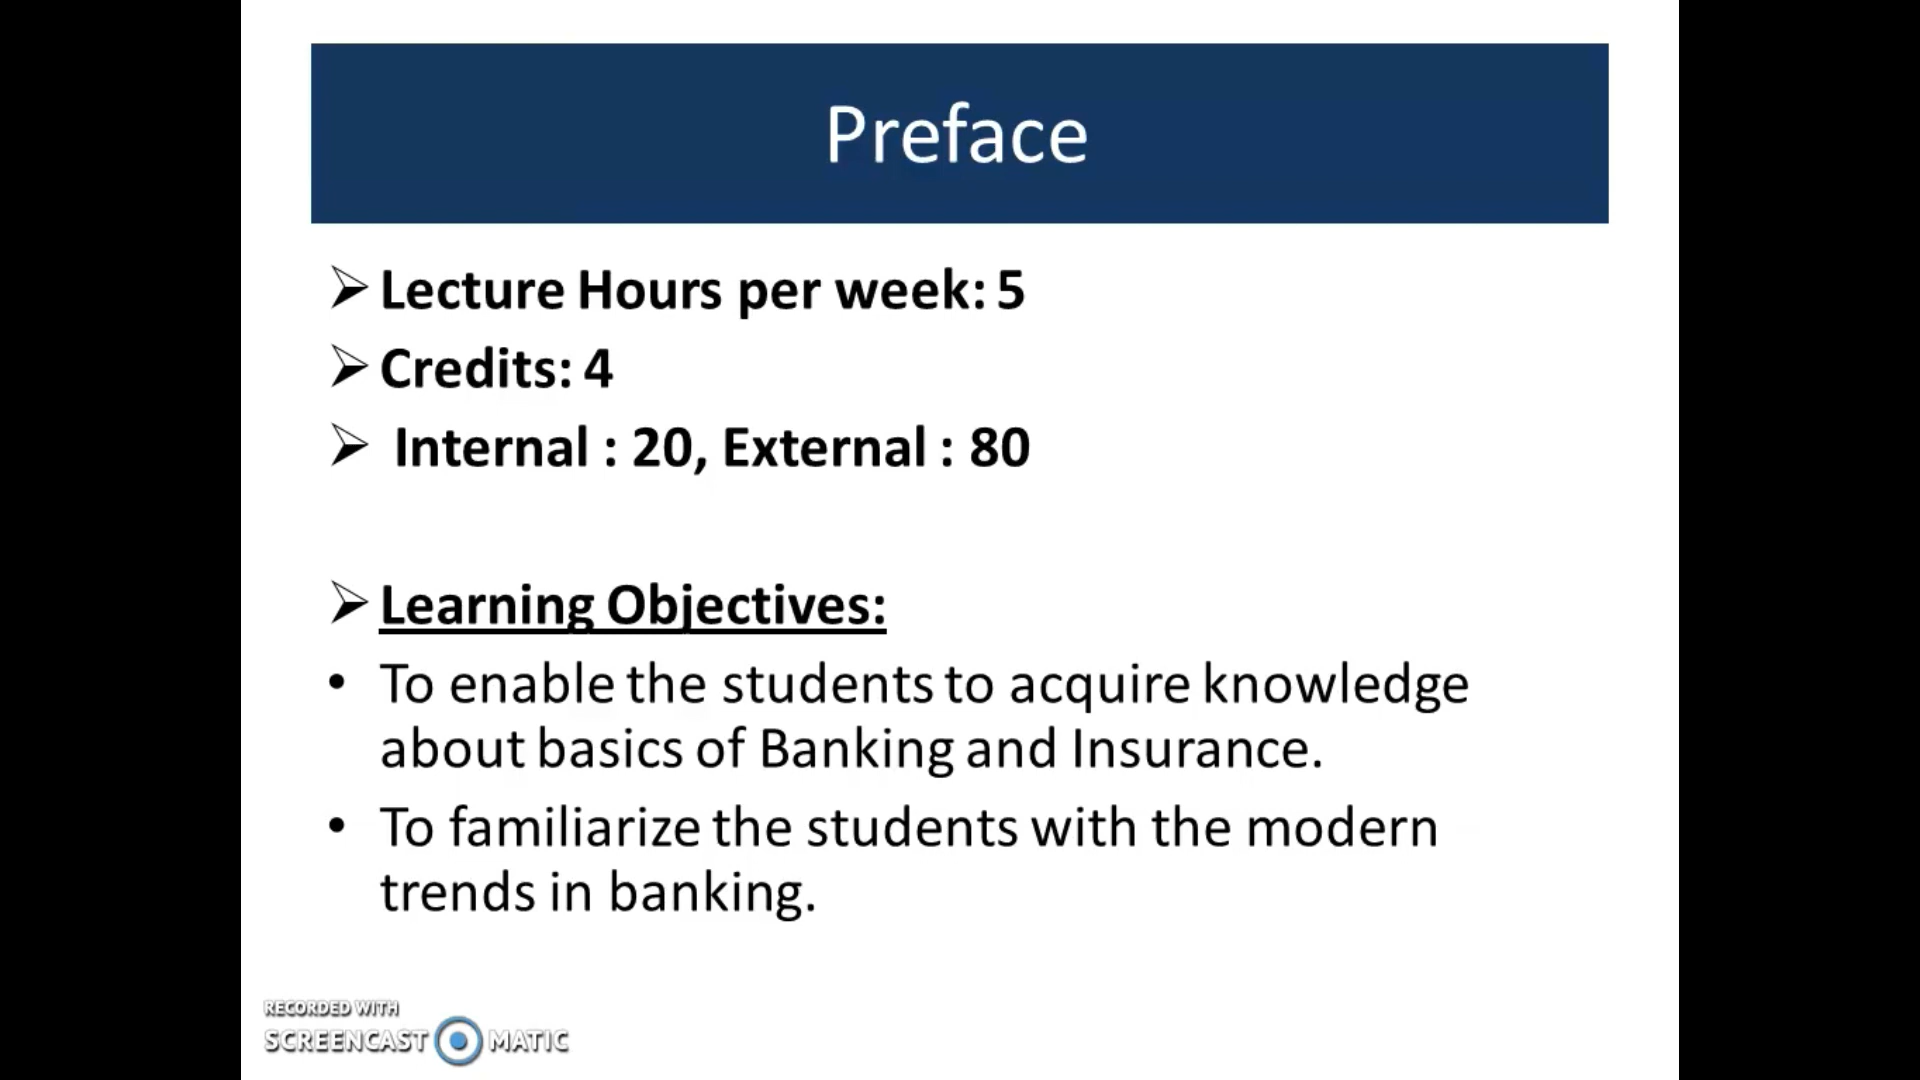 Preface
➢ Lecture Hours per week: 5
➢ Credits: 4
➢ Internal : 20, External : 80
➢ Learning Objectives:
• To enable the students to acquire knowledge
about basics of Banking and Insurance.
• To familiarize the students with the modern
trends in banking.
RECORDED WITH
SCREENCAST MATIC